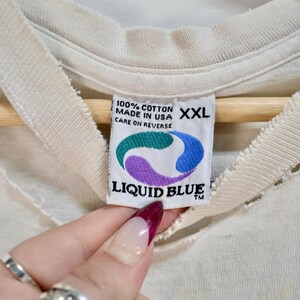 100% COTTON
MADE IN USA XXL
CARE ON REVERSE
LIQUID BLUE
TM